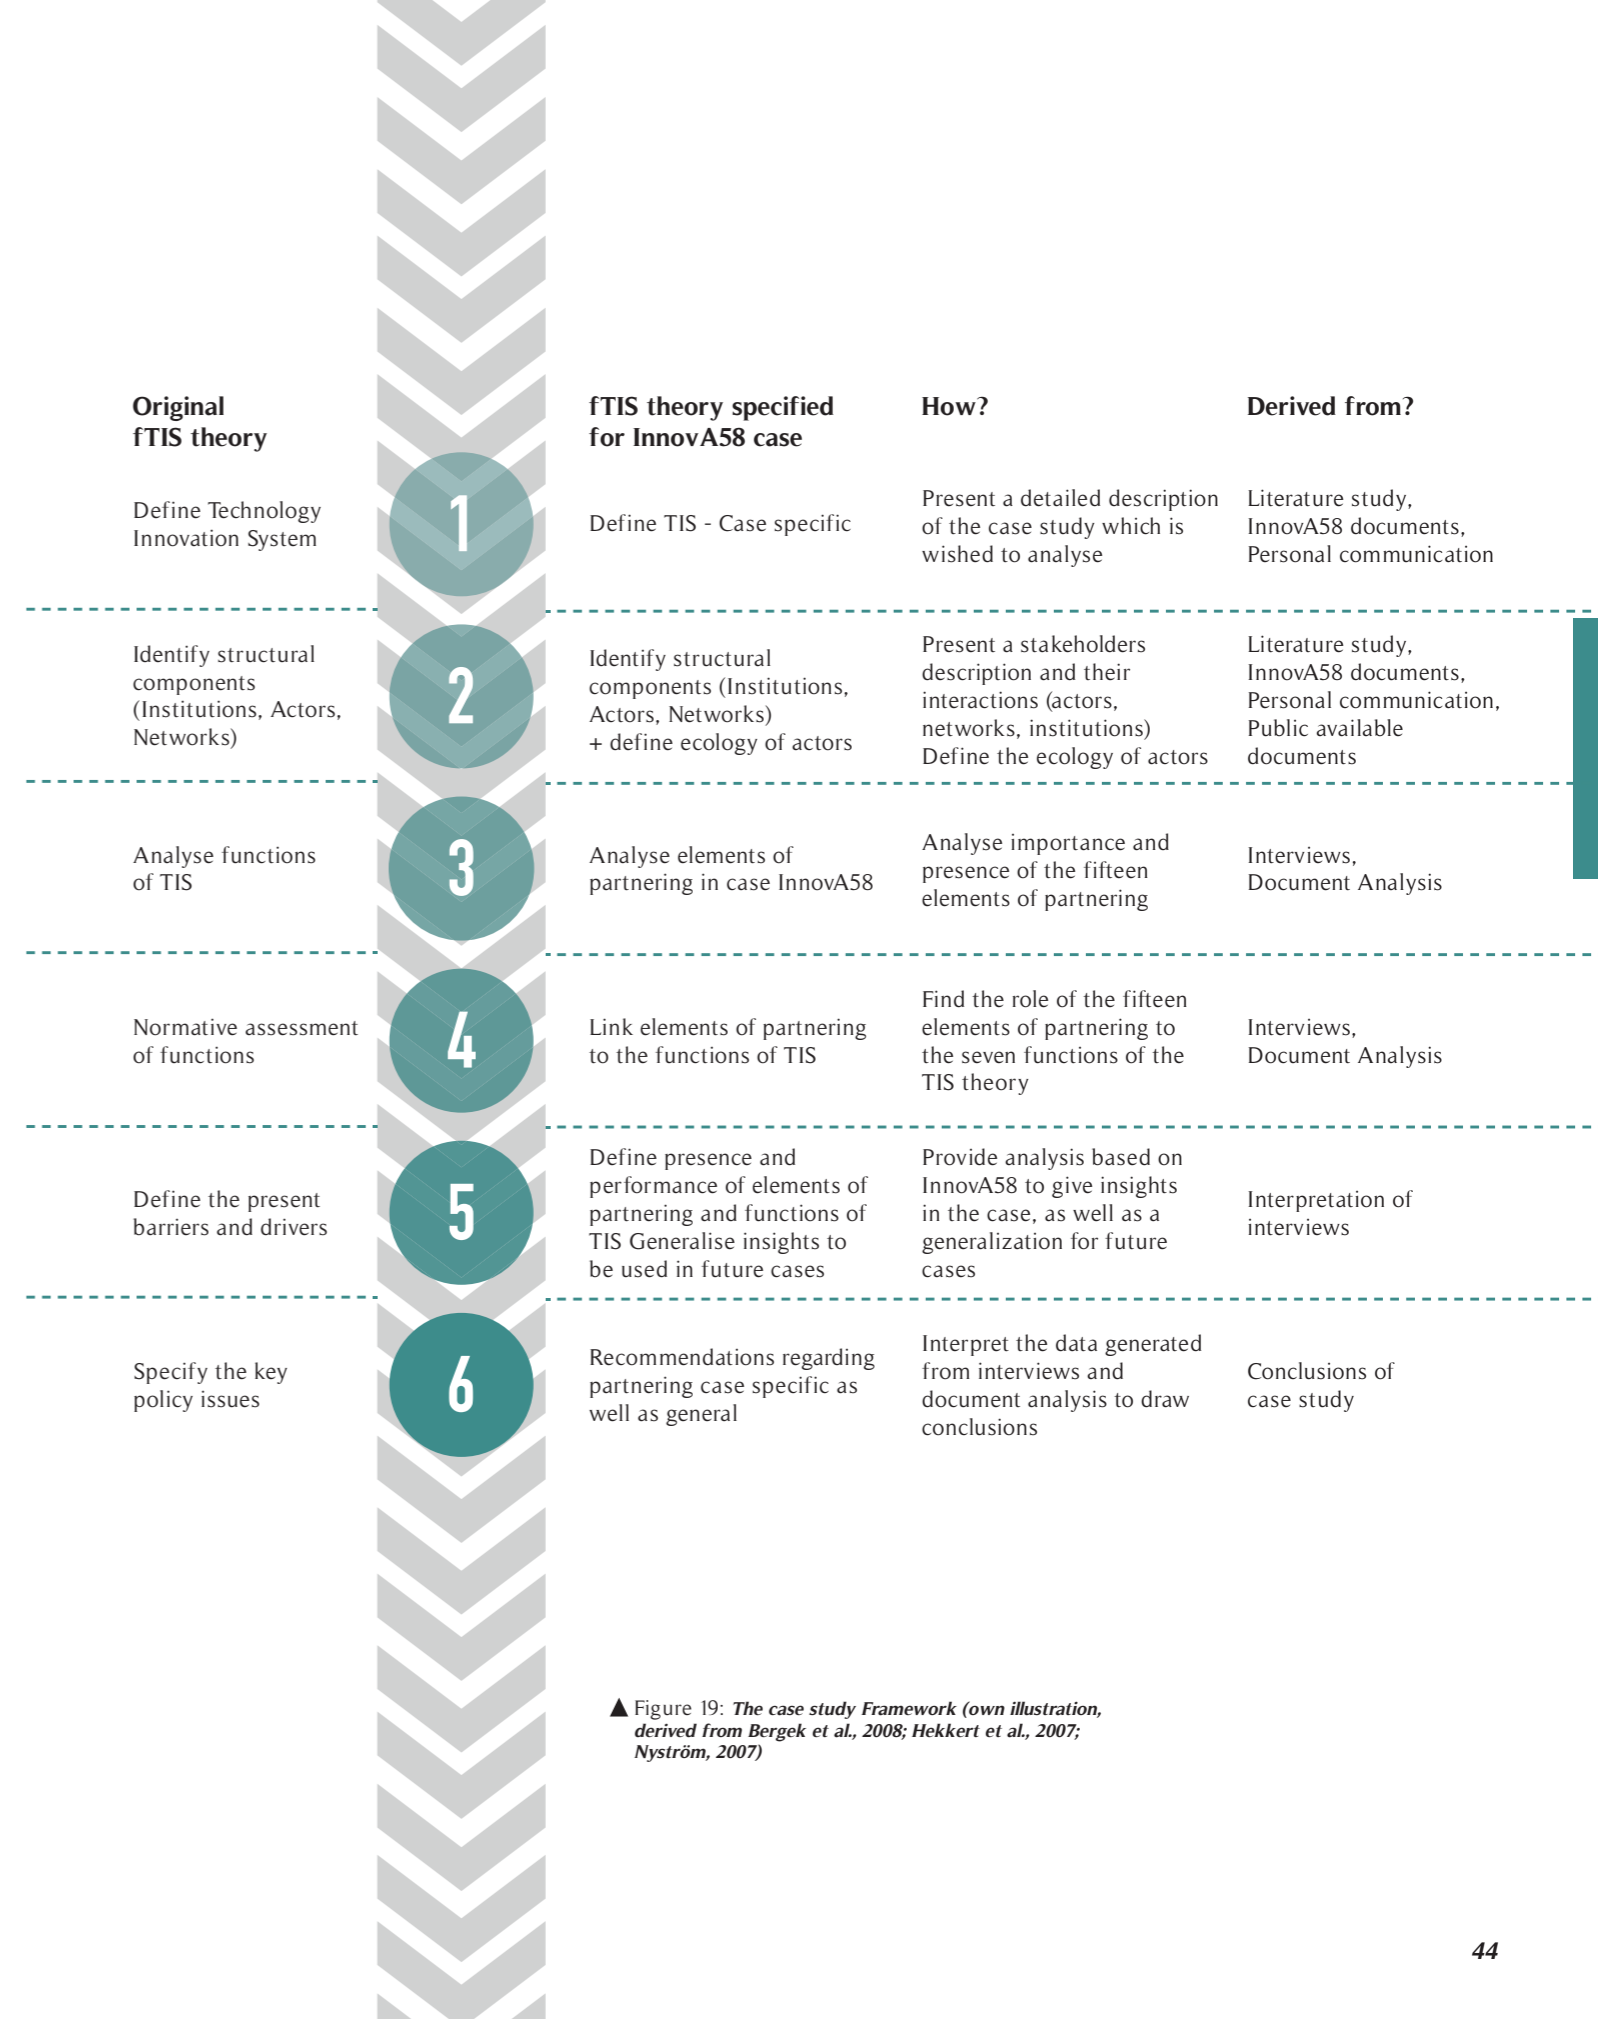 Original
fTIS theory
fTIS theory specified
for InnovA58 case
How?
Derived from?
Define Technology
Innovation System
1
Define TIS - Case specific
Present a detailed description
of the case study which is
wished to analyse
Literature study,
InnovA58 documents,
Personal communication
Identify structural
components
(Institutions, Actors,
Networks)
2
Identify structural
components (Institutions,
Actors, Networks)
+ define ecology of actors
Present a stakeholders
description and their
interactions (actors,
networks, institutions)
Define the ecology of actors
Literature study,
InnovA58 documents,
Personal communication,
Public available
documents
Analyse functions
of TIS
3
Analyse elements of
partnering in case InnovA58
Analyse importance and
presence of the fifteen
elements of partnering
Interviews,
Document Analysis
Normative assessment
of functions
4
Link elements of partnering
to the functions of TIS
Find the role of the fifteen
elements of partnering to
the seven functions of the
TIS theory
Interviews,
Document Analysis
Define the present
barriers and drivers
5
Define presence and
performance of elements of
partnering and functions of
TIS Generalise insights to
be used in future cases
Provide analysis based on
InnovA58 to give insights
in the case, as well as a
generalization for future
cases
Interpretation of
interviews
Specify the key
policy issues
6
Recommendations regarding
partnering case specific as
well as general
Interpret the data generated
from interviews and
document analysis to draw
conclusions
Conclusions of
case study
▲ Figure 19: The case study Framework (own illustration,
derived from Bergek et al., 2008; Hekkert et al., 2007;
Nyström, 2007)
44